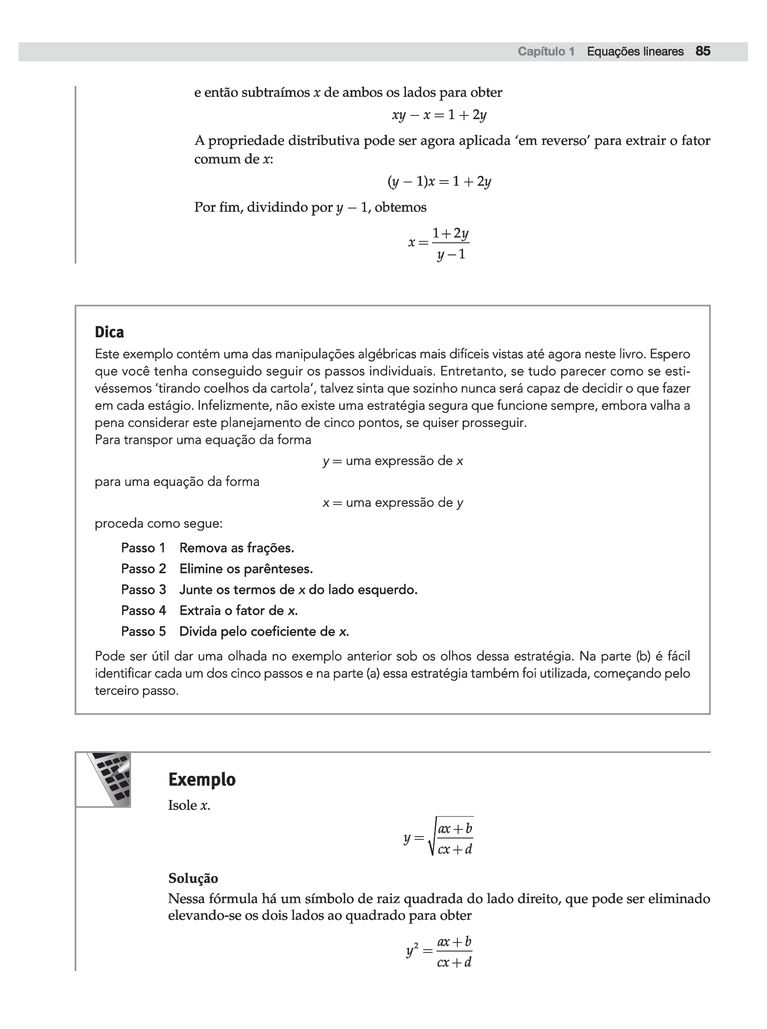 Capítulo 1 Equações lineares 85
e então subtraímos x de ambos os lados para obter
xy − x = 1 + 2y
A propriedade distributiva pode ser agora aplicada ‘em reverso’ para extrair o fator
comum de x:
(y − 1)x = 1 + 2y
Por fim, dividindo por y − 1, obtemos
x = (1+2y)/(y−1)
Dica
Este exemplo contém uma das manipulações algébricas mais difíceis vistas até agora neste livro. Espero
que você tenha conseguido seguir os passos individuais. Entretanto, se tudo parecer como se esti-
véssemos ‘tirando coelhos da cartola’, talvez sinta que sozinho nunca será capaz de decidir o que fazer
em cada estágio. Infelizmente, não existe uma estratégia segura que funcione sempre, embora valha a
pena considerar este planejamento de cinco pontos, se quiser prosseguir.
Para transpor uma equação da forma
y = uma expressão de x
para uma equação da forma
x = uma expressão de y
proceda como segue:
Passo 1 Remova as frações.
Passo 2 Elimine os parênteses.
Passo 3 Junte os termos de x do lado esquerdo.
Passo 4 Extraia o fator de x.
Passo 5 Divida pelo coeficiente de x.
Pode ser útil dar uma olhada no exemplo anterior sob os olhos dessa estratégia. Na parte (b) é fácil
identificar cada um dos cinco passos e na parte (a) essa estratégia também foi utilizada, começando pelo
terceiro passo.
Exemplo
Isole x.
y = √((ax+b)/(cx+d))
Solução
Nessa fórmula há um símbolo de raiz quadrada do lado direito, que pode ser eliminado
elevando-se os dois lados ao quadrado para obter
y² = (ax+b)/(cx+d)